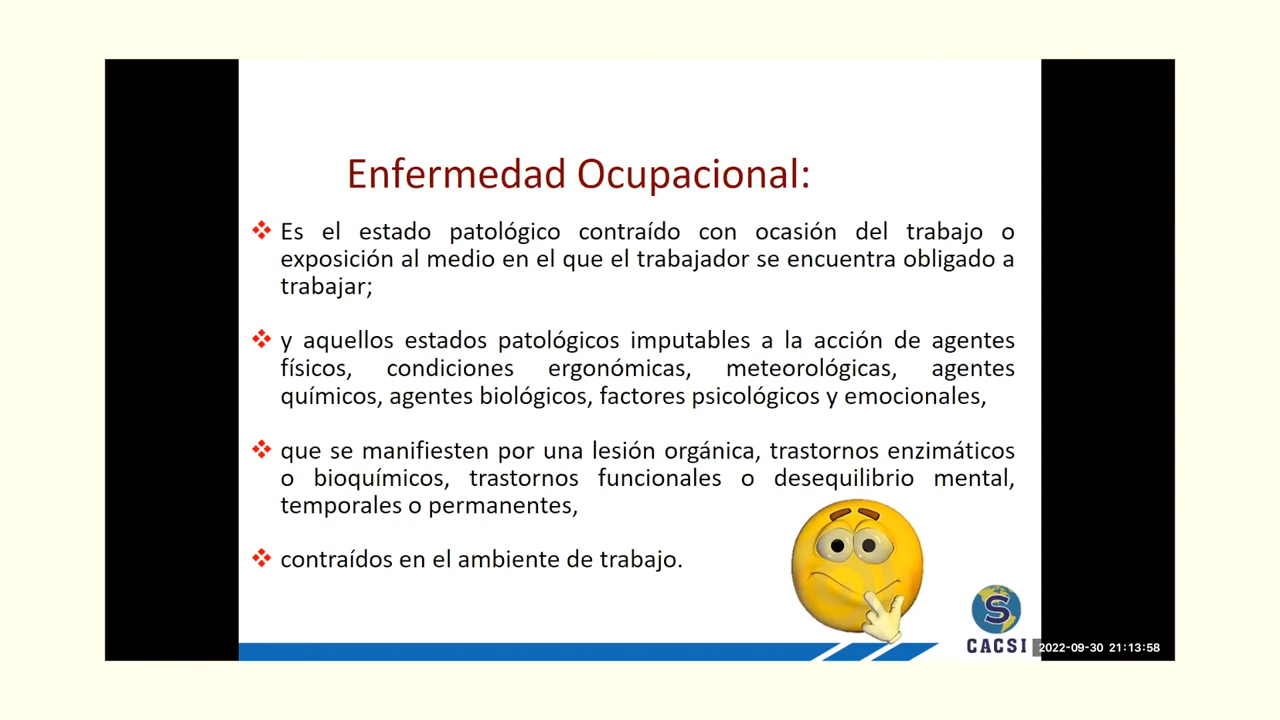 Enfermedad Ocupacional:
Es el estado patológico contraído con ocasión del trabajo o
exposición al medio en el que el trabajador se encuentra obligado a
trabajar;
y aquellos estados patológicos imputables a la acción de agentes
físicos, condiciones ergonómicas, meteorológicas, agentes
químicos, agentes biológicos, factores psicológicos y emocionales,
que se manifiesten por una lesión orgánica, trastornos enzimáticos
o bioquímicos, trastornos funcionales o desequilibrio mental,
temporales o permanentes,
contraídos en el ambiente de trabajo.
S
CACSI
2022-09-30 21:13:58